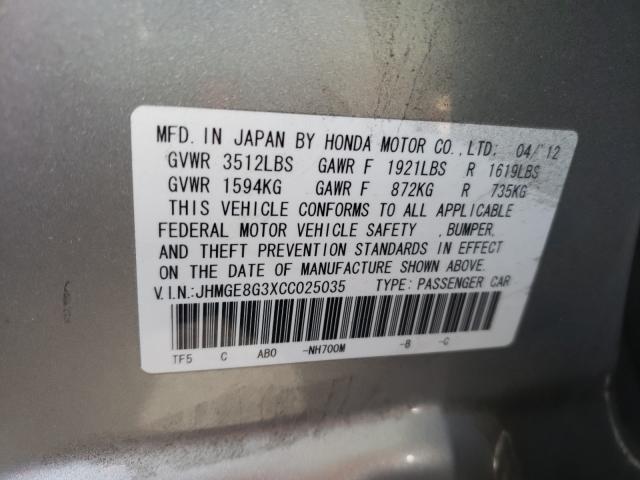 MFD. IN JAPAN BY HONDA MOTOR CO.,LTD. 04/'12
GVWR 3512LBS GAWR F 1921LBS R 1619LBS
GVWR 1594KG GAWR F 872KG R 735KG
THIS VEHICLE CONFORMS TO ALL APPLICABLE
FEDERAL MOTOR VEHICLE SAFETY ,BUMPER,
AND THEFT PREVENTION STANDARDS IN EFFECT
ON THE DATE OF MANUFACTURE SHOWN ABOVE.
V.I.N.:JHMGE8G3XCC025035 TYPE: PASSENGER CAR
TF5 C AB0 -NH700M -B -C